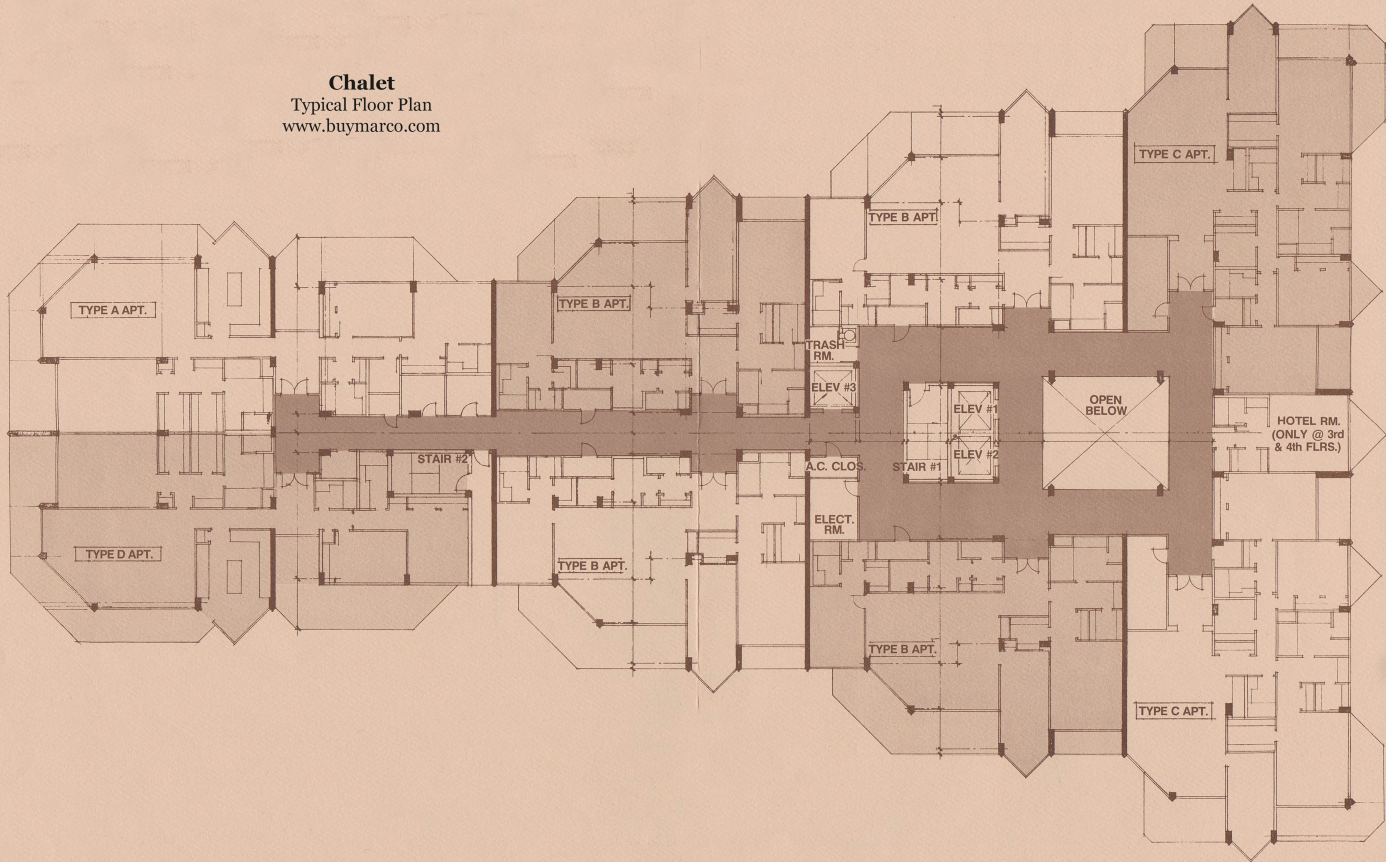 Chalet
Typical Floor Plan
www.buymarco.com
TYPE C APT.
TYPE B APT.
TYPE A APT.
TYPE B APT.
TRASH
RM.
ELEV #3
ELEV #1
OPEN
BELOW
HOTEL RM.
(ONLY @ 3rd
& 4th FLRS.)
STAIR #2
A.C. CLOS.
STAIR #1
ELEV #2
ELECT.
RM.
TYPE D APT.
TYPE B APT.
TYPE B APT.
TYPE C APT.